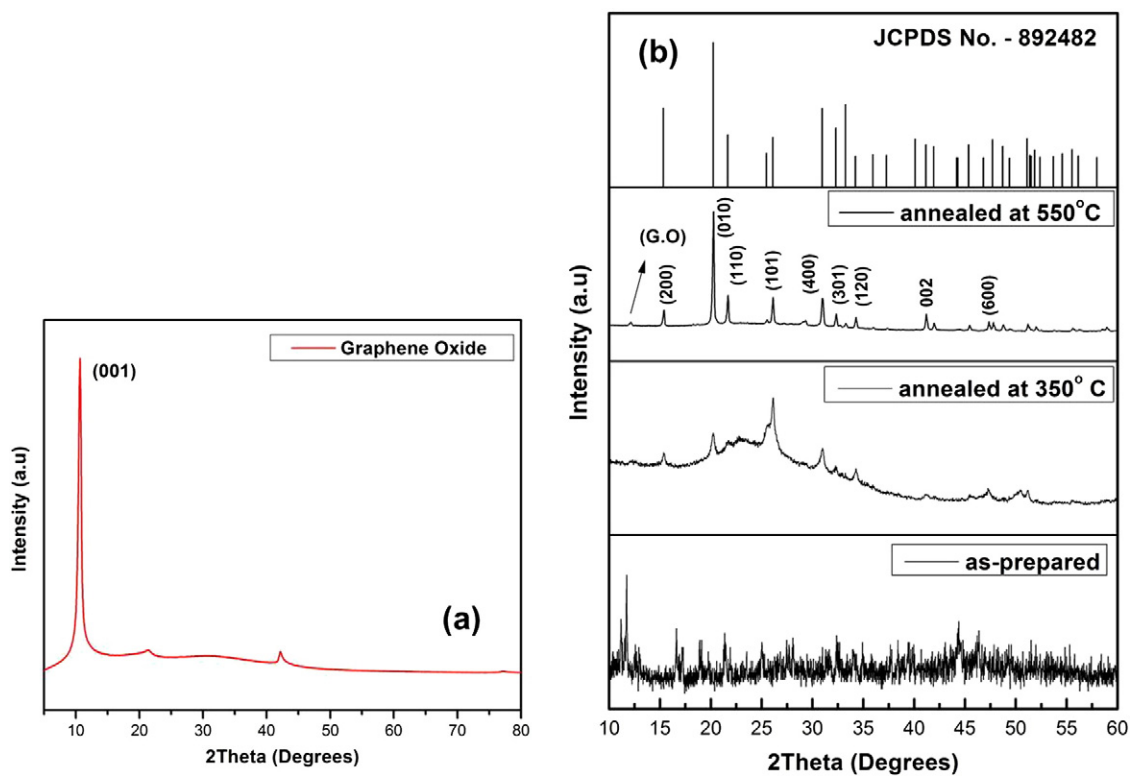 Graphene Oxide
(001)
(a)
Intensity (a.u)
10 20 30 40 50 60 70 80
2Theta (Degrees)
(b)
JCPDS No. - 892482
annealed at 550°C
(G.O)
(200)
(010)
(110)
(101)
(400)
(301)
(120)
002
(600)
annealed at 350° C
as-prepared
Intensity (a.u)
10 15 20 25 30 35 40 45 50 55 60
2Theta (Degrees)